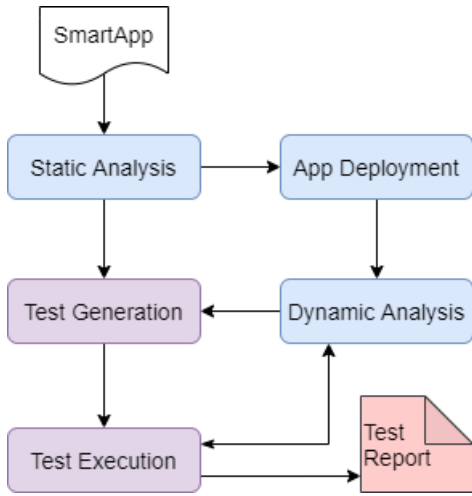 SmartApp
Static Analysis
App Deployment
Test Generation
Dynamic Analysis
Test Execution
Test
Report